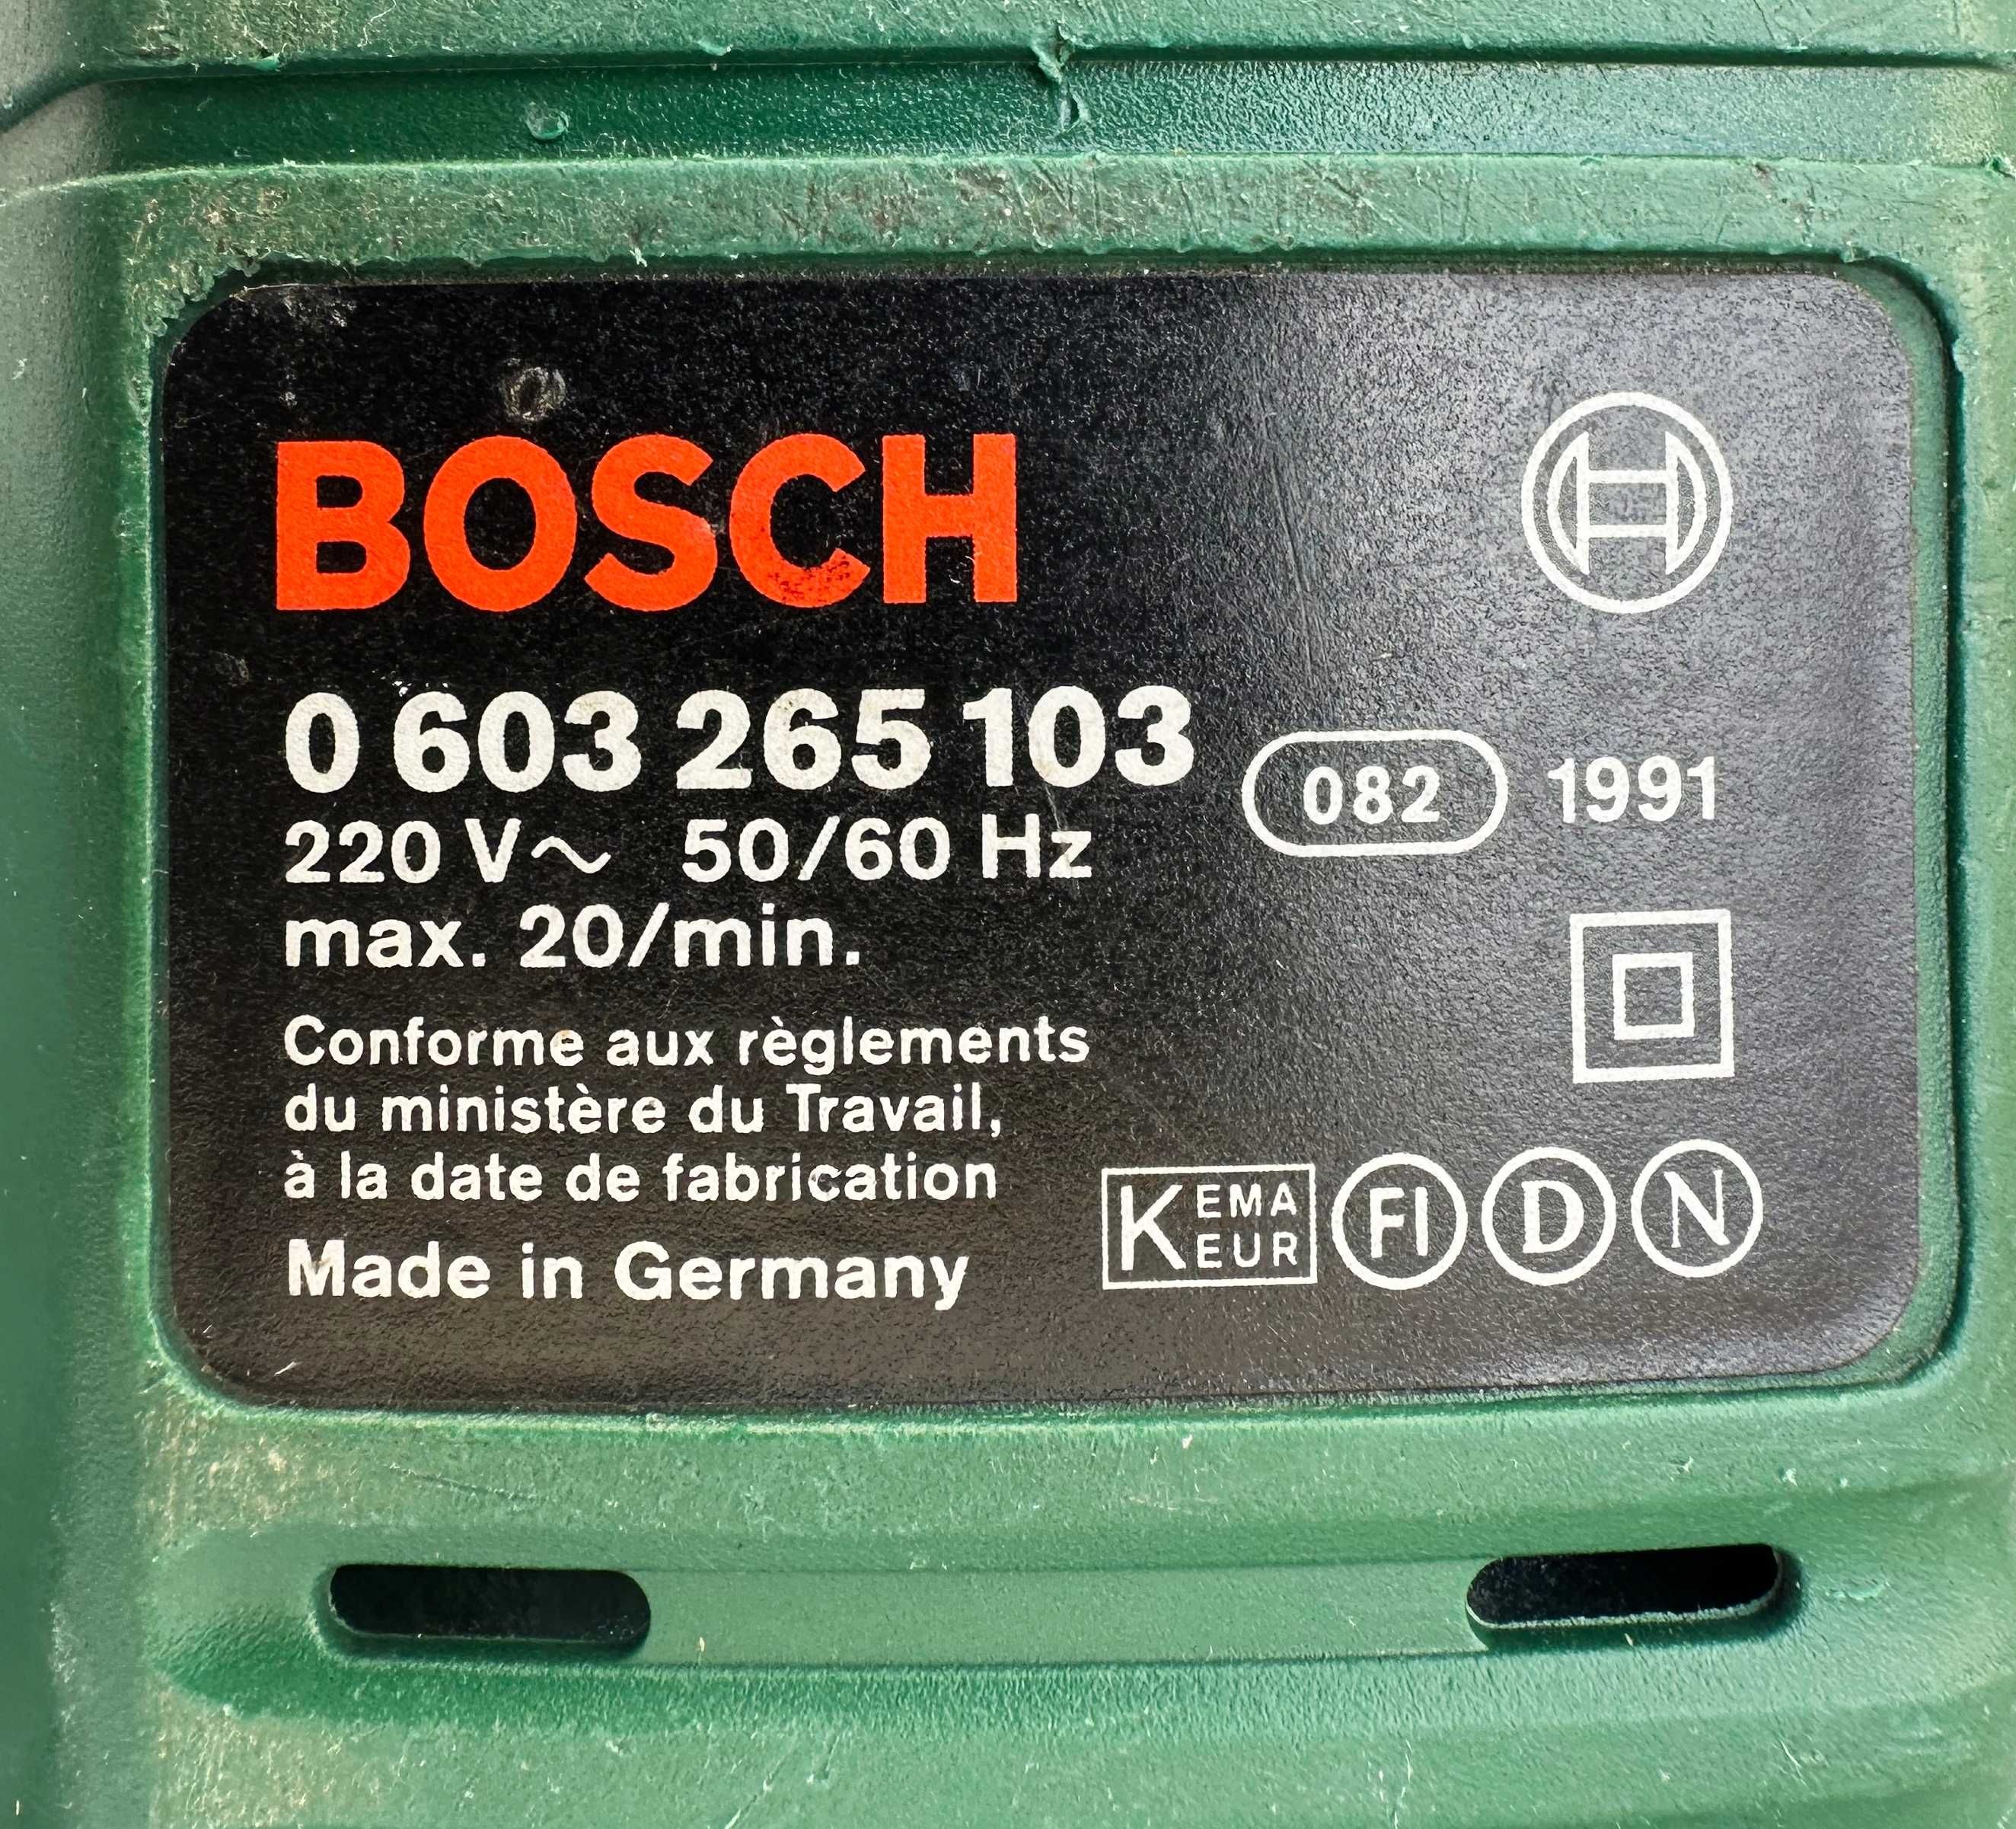 BOSCH
0 603 265 103
082 1991
220 V~ 50/60 Hz
max. 20/min.
Conforme aux règlements
du ministère du Travail,
à la date de fabrication
Made in Germany
KEMA
EUR
FI
D
N